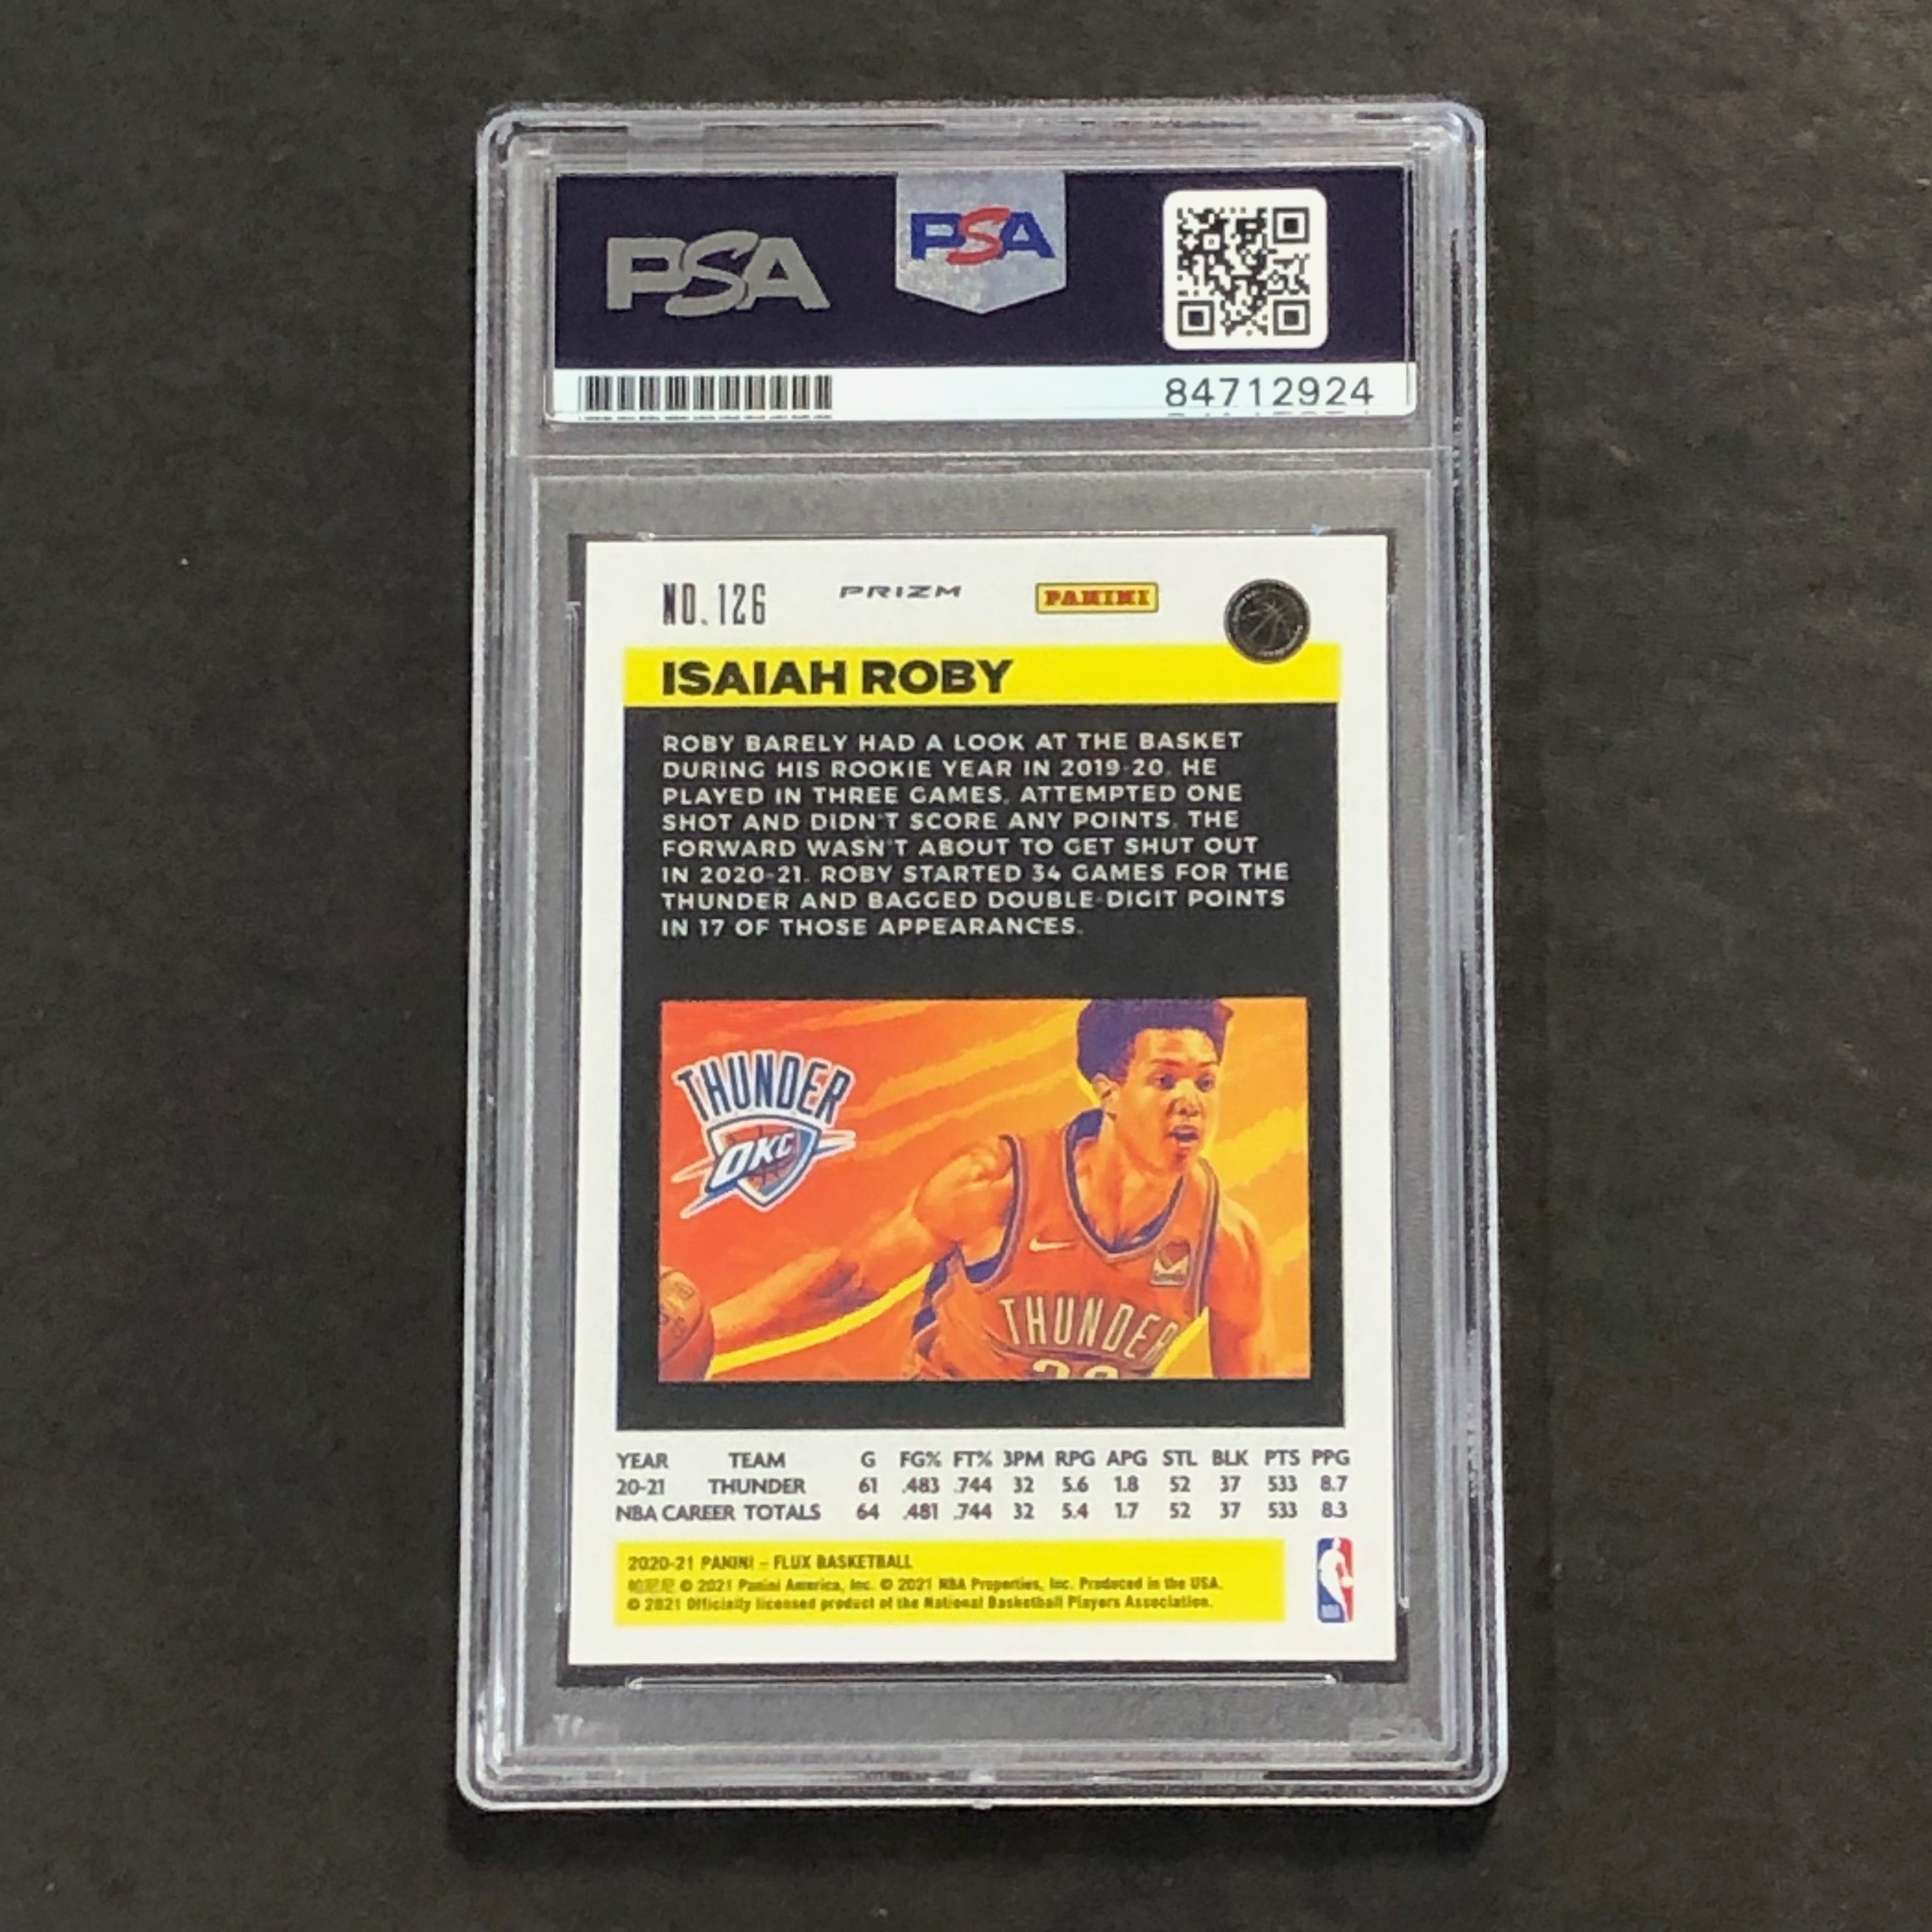 PSA
PSA
84712924
NO. 126 PRIZM PANINI
ISAIAH ROBY
ROBY BARELY HAD A LOOK AT THE BASKET
DURING HIS ROOKIE YEAR IN 2019-20. HE
PLAYED IN THREE GAMES, ATTEMPTED ONE
SHOT AND DIDN'T SCORE ANY POINTS. THE
FORWARD WASN'T ABOUT TO GET SHUT OUT
IN 2020-21. ROBY STARTED 34 GAMES FOR THE
THUNDER AND BAGGED DOUBLE-DIGIT POINTS
IN 17 OF THOSE APPEARANCES.
THUNDER
OKC
THUNDER
YEAR TEAM G FG% FT% 3PM RPG APG STL BLK PTS PPG
20-21 THUNDER 61 .483 .744 32 5.6 1.8 52 37 533 8.7
NBA CAREER TOTALS 64 .481 .744 32 5.4 1.7 52 37 533 8.3
2020-21 PANINI – FLUX BASKETBALL
帕尼尼 © 2021 Panini America, Inc. © 2021 NBA Properties, Inc. Produced in the USA.
© 2021 Officially licensed product of the National Basketball Players Association.
NBA